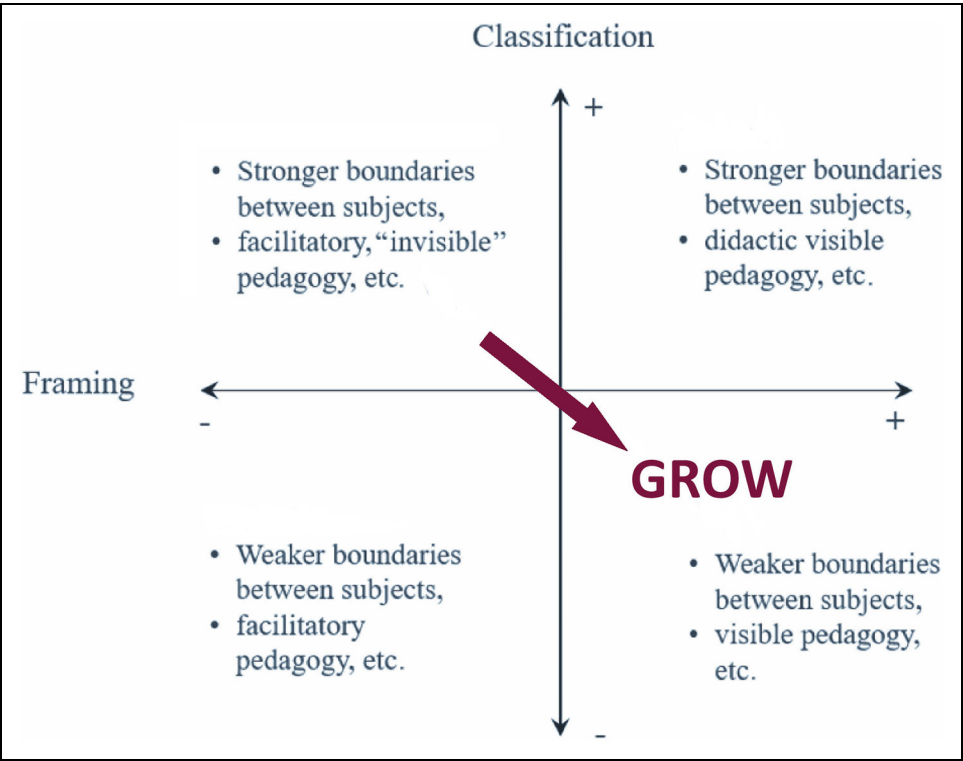 Classification
+
• Stronger boundaries
between subjects,
• facilitatory, “invisible”
pedagogy, etc.
• Stronger boundaries
between subjects,
• didactic visible
pedagogy, etc.
Framing
-
+
GROW
• Weaker boundaries
between subjects,
• facilitatory
pedagogy, etc.
• Weaker boundaries
between subjects,
• visible pedagogy,
etc.
-